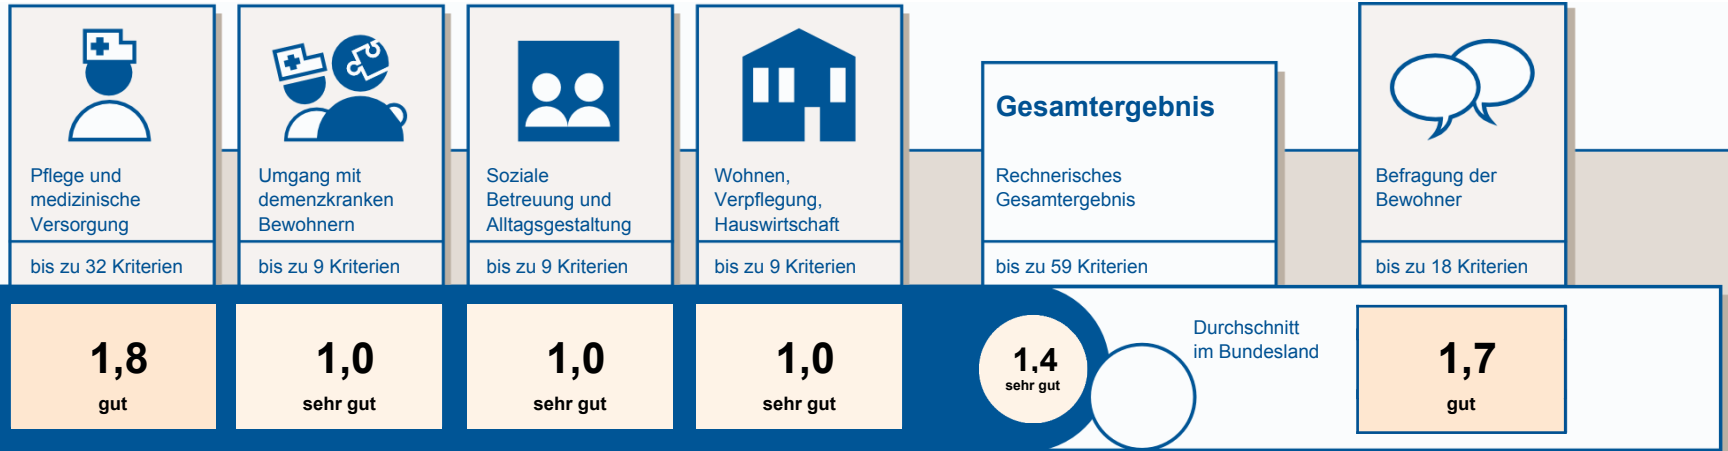 Pflege und
medizinische
Versorgung
bis zu 32 Kriterien
1,8
gut
Umgang mit
demenzkranken
Bewohnern
bis zu 9 Kriterien
1,0
sehr gut
Soziale
Betreuung und
Alltagsgestaltung
bis zu 9 Kriterien
1,0
sehr gut
Wohnen,
Verpflegung,
Hauswirtschaft
bis zu 9 Kriterien
1,0
sehr gut
Gesamtergebnis
Rechnerisches
Gesamtergebnis
bis zu 59 Kriterien
1,4
sehr gut
Durchschnitt
im Bundesland
Befragung der
Bewohner
bis zu 18 Kriterien
1,7
gut